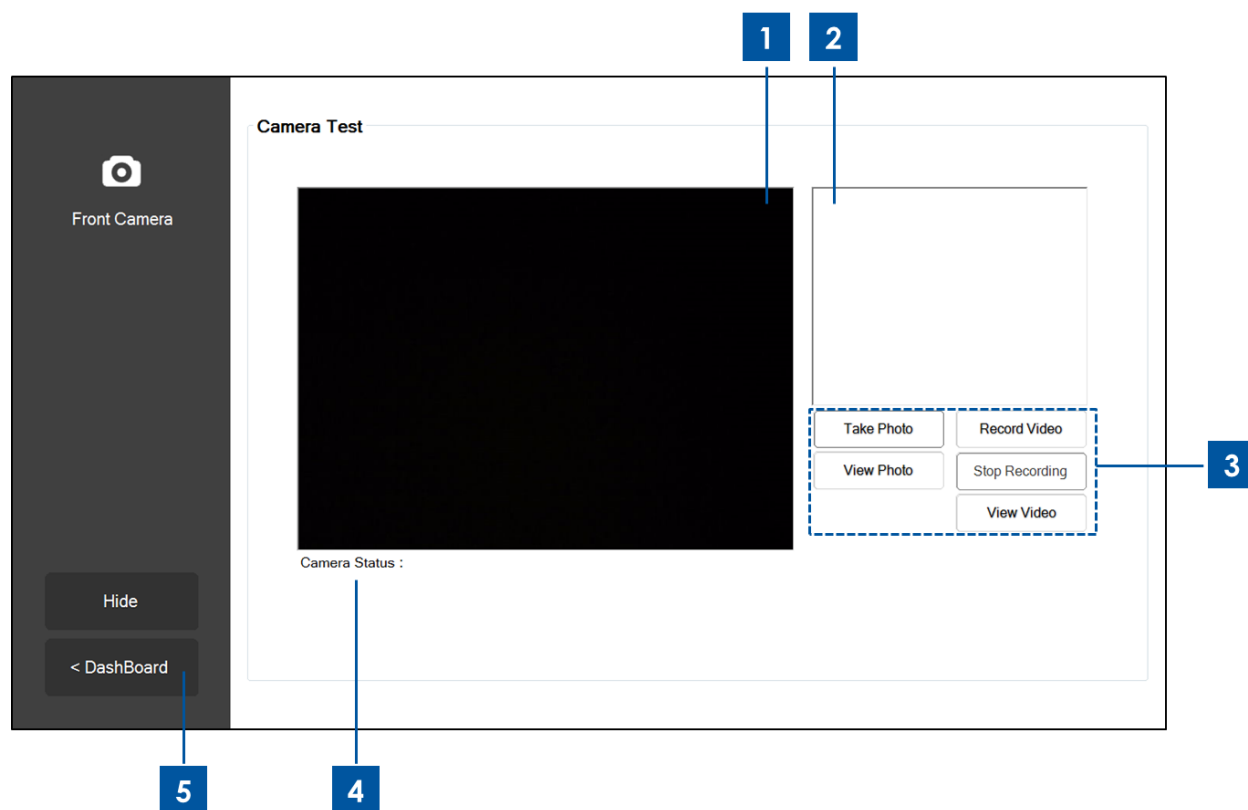 1 2
Camera Test
Front Camera
Take Photo Record Video
View Photo Stop Recording
View Video
3
Camera Status :
Hide
< DashBoard
5 4